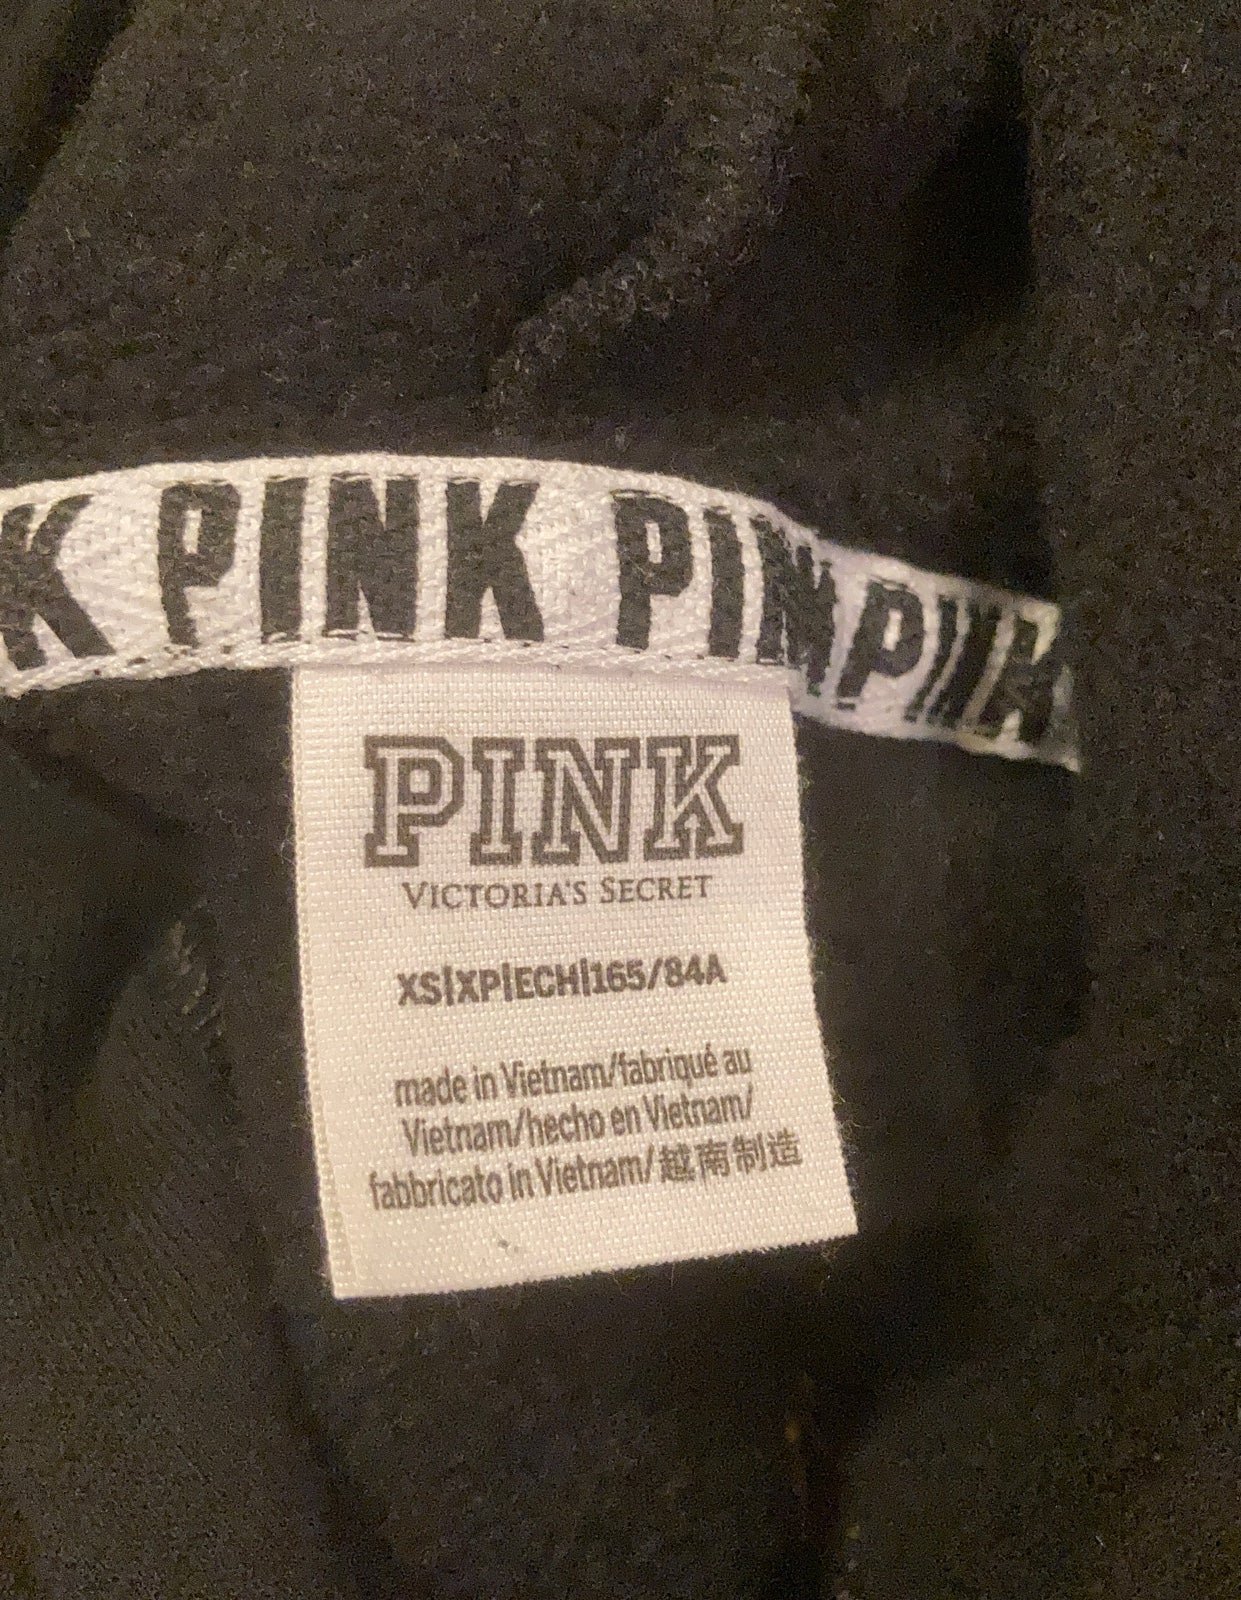 K PINK PINK PINK
PINK
VICTORIA'S SECRET
XS|XP|ECH|165/84A
made in Vietnam/fabriqué au
Vietnam/hecho en Vietnam/
fabbricato in Vietnam/越南制造